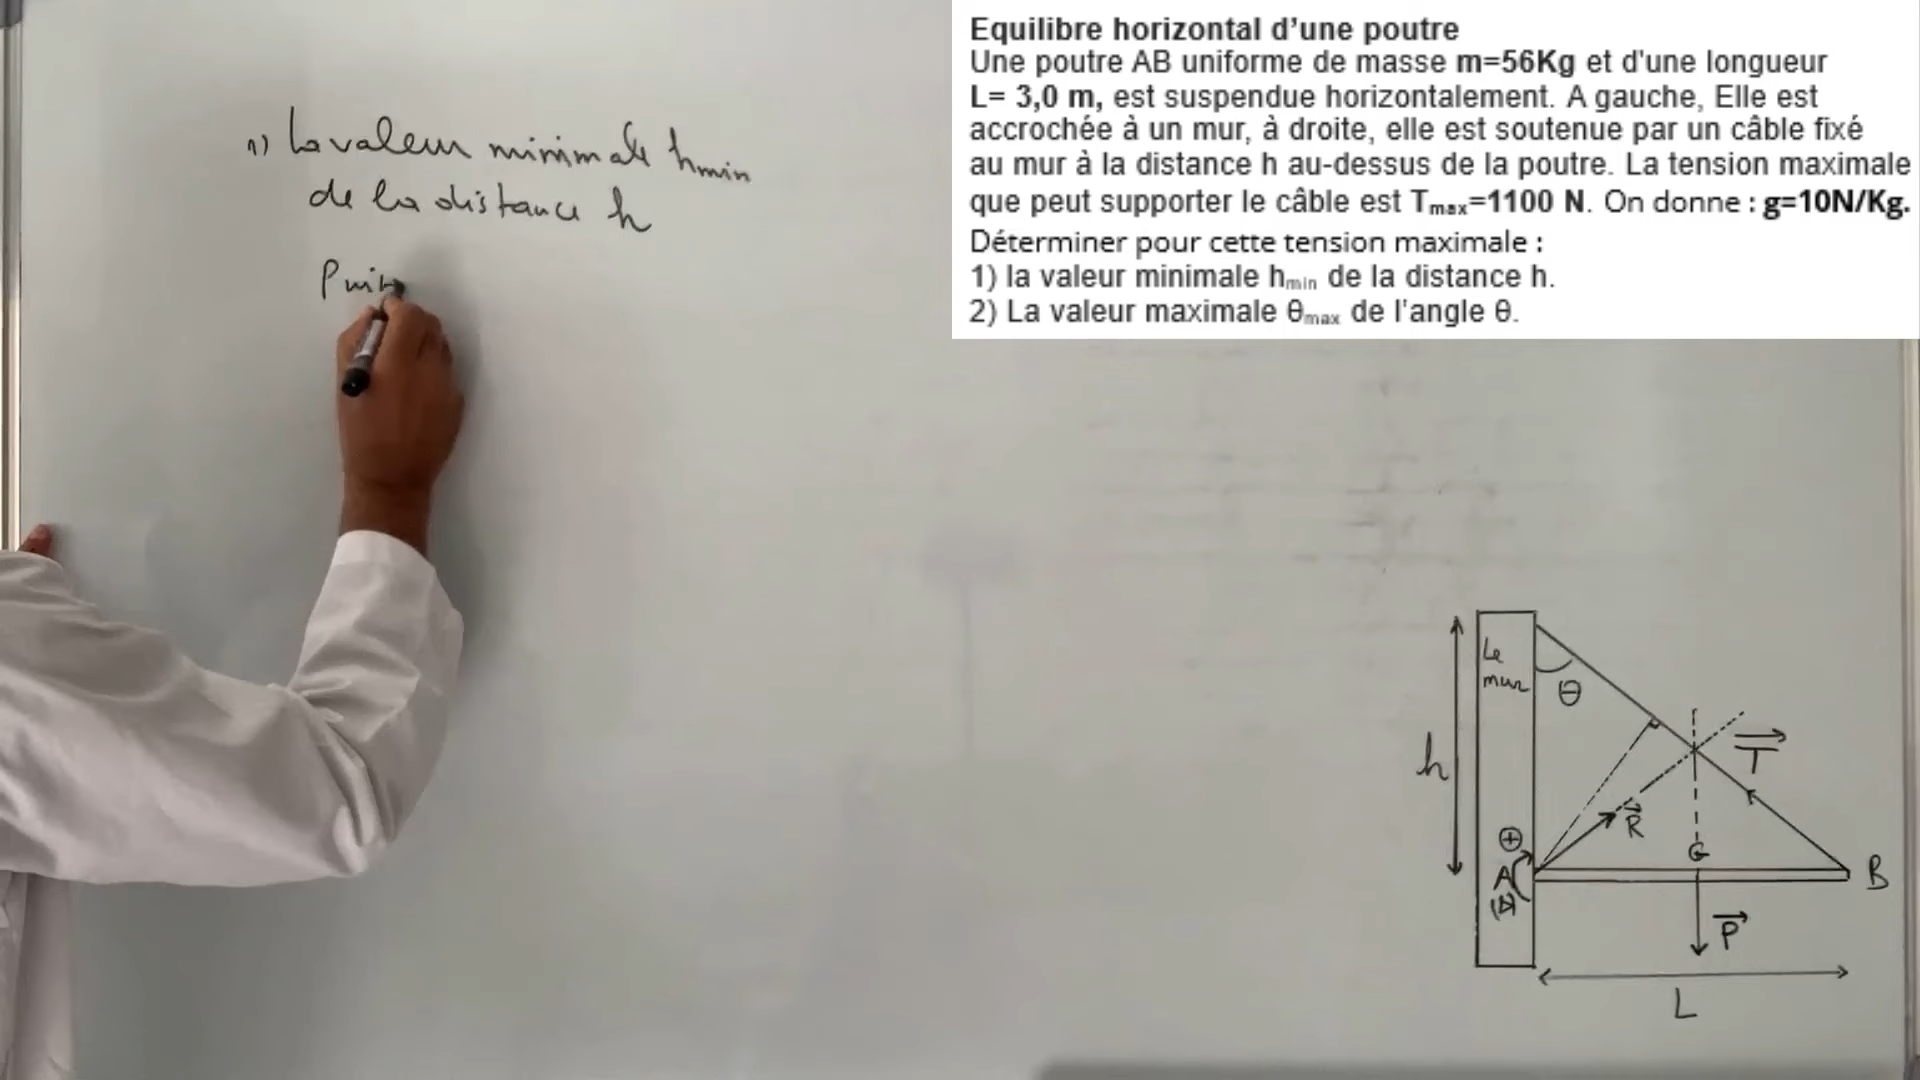 Equilibre horizontal d'une poutre
Une poutre AB uniforme de masse m=56Kg et d'une longueur
L= 3,0 m, est suspendue horizontalement. A gauche, Elle est
accrochée à un mur, à droite, elle est soutenue par un câble fixé
au mur à la distance h au-dessus de la poutre. La tension maximale
que peut supporter le câble est Tmax=1100 N. On donne : g=10N/Kg.
Déterminer pour cette tension maximale :
1) la valeur minimale hmin de la distance h.
2) La valeur maximale θmax de l'angle θ.
1) La valeur minimale hmin
de la distance h
Le
mur
θ
h
T
R
⊕
G
A
B
(Δ)
P
L